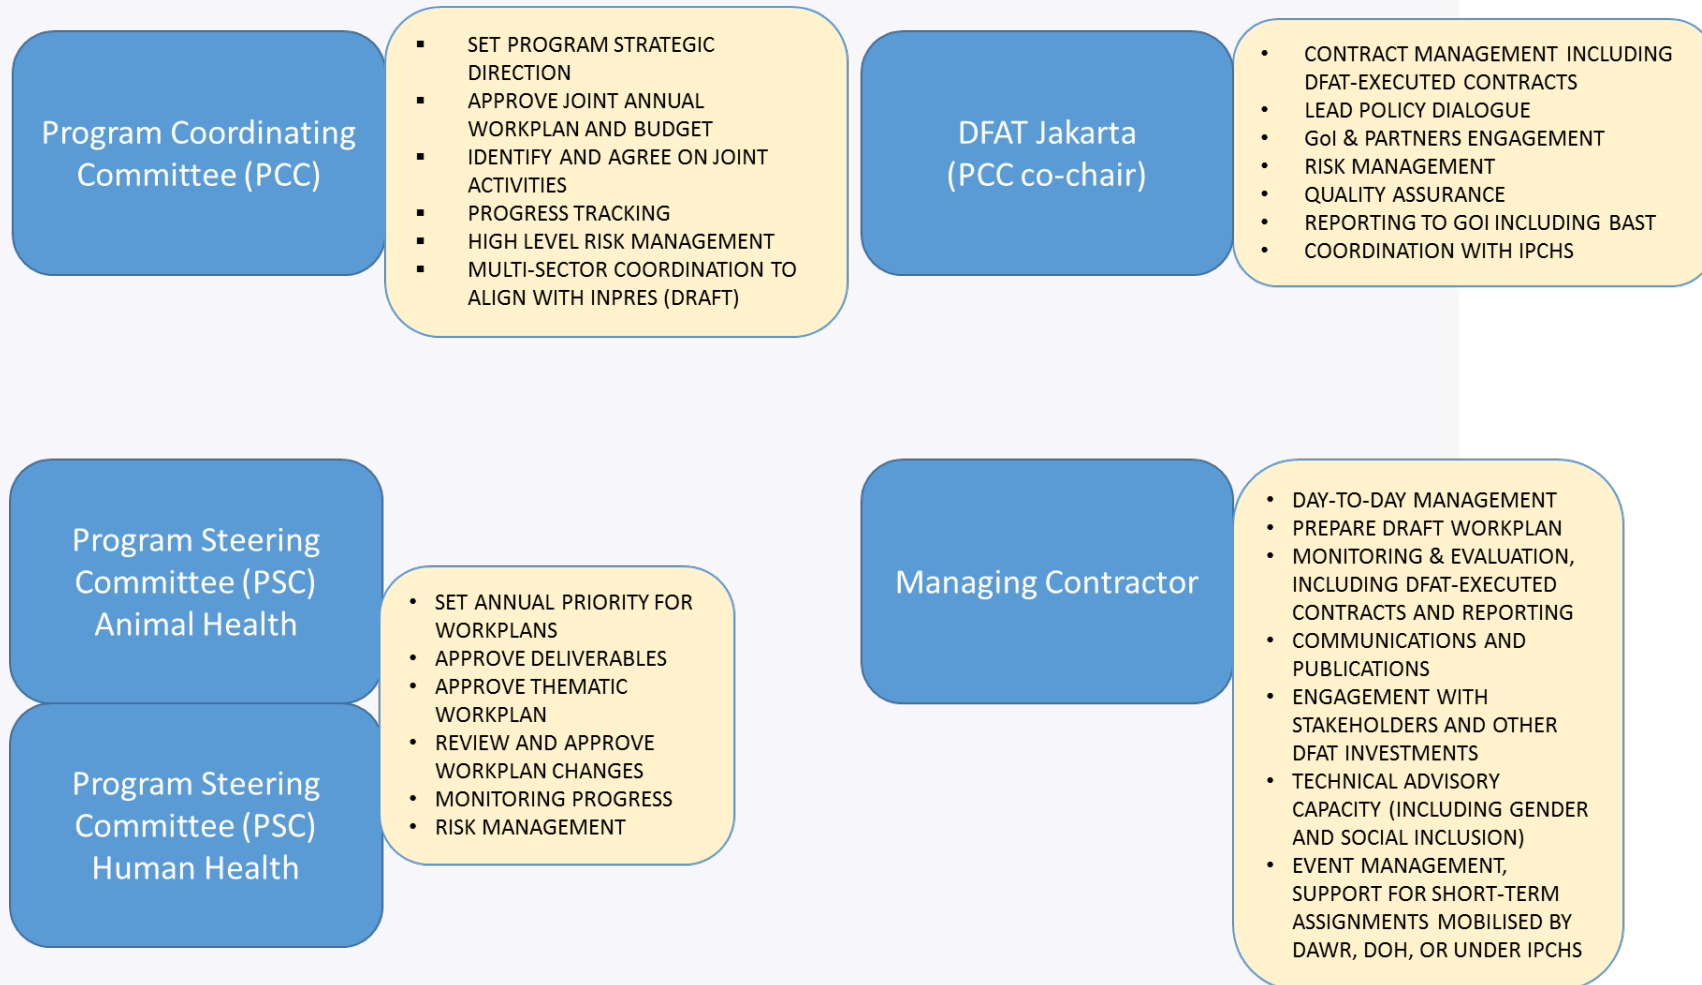 Program Coordinating
Committee (PCC)
▪ SET PROGRAM STRATEGIC
DIRECTION
▪ APPROVE JOINT ANNUAL
WORKPLAN AND BUDGET
▪ IDENTIFY AND AGREE ON JOINT
ACTIVITIES
▪ PROGRESS TRACKING
▪ HIGH LEVEL RISK MANAGEMENT
▪ MULTI-SECTOR COORDINATION TO
ALIGN WITH INPRES (DRAFT)
DFAT Jakarta
(PCC co-chair)
• CONTRACT MANAGEMENT INCLUDING
DFAT-EXECUTED CONTRACTS
• LEAD POLICY DIALOGUE
• GoI & PARTNERS ENGAGEMENT
• RISK MANAGEMENT
• QUALITY ASSURANCE
• REPORTING TO GOI INCLUDING BAST
• COORDINATION WITH IPCHS
Program Steering
Committee (PSC)
Animal Health
Program Steering
Committee (PSC)
Human Health
• SET ANNUAL PRIORITY FOR
WORKPLANS
• APPROVE DELIVERABLES
• APPROVE THEMATIC
WORKPLAN
• REVIEW AND APPROVE
WORKPLAN CHANGES
• MONITORING PROGRESS
• RISK MANAGEMENT
Managing Contractor
• DAY-TO-DAY MANAGEMENT
• PREPARE DRAFT WORKPLAN
• MONITORING & EVALUATION,
INCLUDING DFAT-EXECUTED
CONTRACTS AND REPORTING
• COMMUNICATIONS AND
PUBLICATIONS
• ENGAGEMENT WITH
STAKEHOLDERS AND OTHER
DFAT INVESTMENTS
• TECHNICAL ADVISORY
CAPACITY (INCLUDING GENDER
AND SOCIAL INCLUSION)
• EVENT MANAGEMENT,
SUPPORT FOR SHORT-TERM
ASSIGNMENTS MOBILISED BY
DAWR, DOH, OR UNDER IPCHS